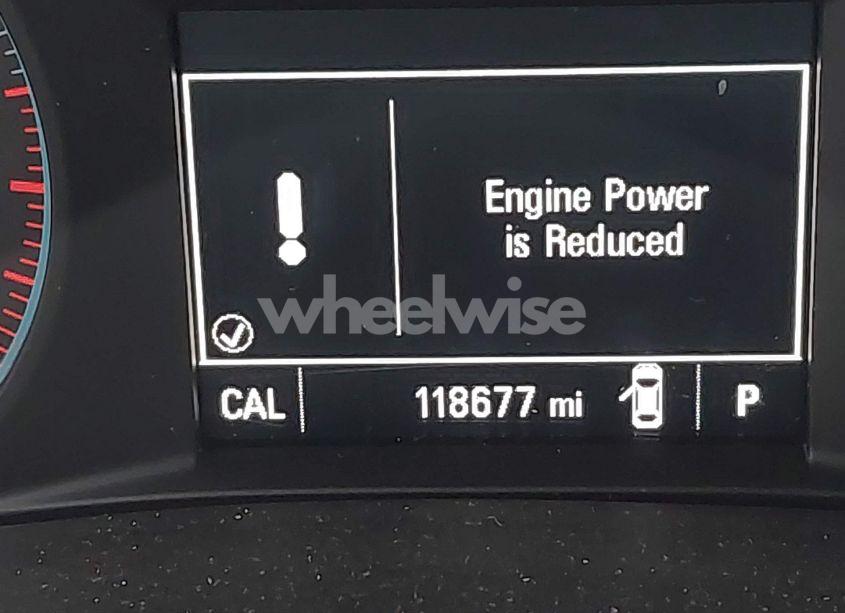 Engine Power
is Reduced
wheelwise
CAL 118677 mi P